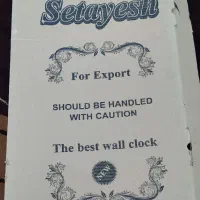 Setayesh
For Export
SHOULD BE HANDLED
WITH CAUTION
The best wall clock